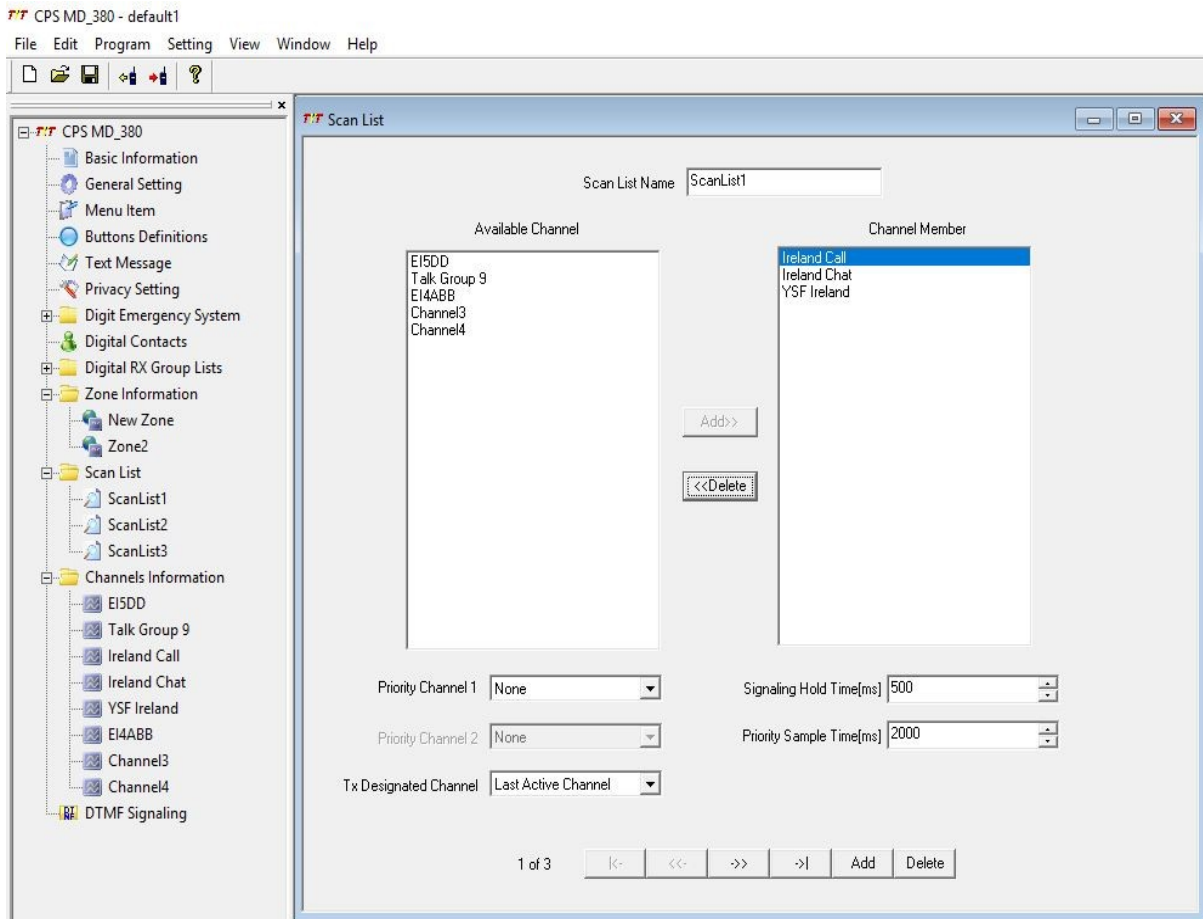 TYT CPS MD_380 - default1
File Edit Program Setting View Window Help
TYT CPS MD_380
Basic Information
General Setting
Menu Item
Buttons Definitions
Text Message
Privacy Setting
Digit Emergency System
Digital Contacts
Digital RX Group Lists
Zone Information
New Zone
Zone2
Scan List
ScanList1
ScanList2
ScanList3
Channels Information
EI5DD
Talk Group 9
Ireland Call
Ireland Chat
YSF Ireland
EI4ABB
Channel3
Channel4
DTMF Signaling
TYT Scan List
Scan List Name ScanList1
Available Channel
EI5DD
Talk Group 9
EI4ABB
Channel3
Channel4
Add>>
<<Delete
Channel Member
Ireland Call
Ireland Chat
YSF Ireland
Priority Channel 1 None
Signaling Hold Time[ms] 500
Priority Channel 2 None
Priority Sample Time[ms] 2000
Tx Designated Channel Last Active Channel
1 of 3 |<- <<- ->> ->| Add Delete